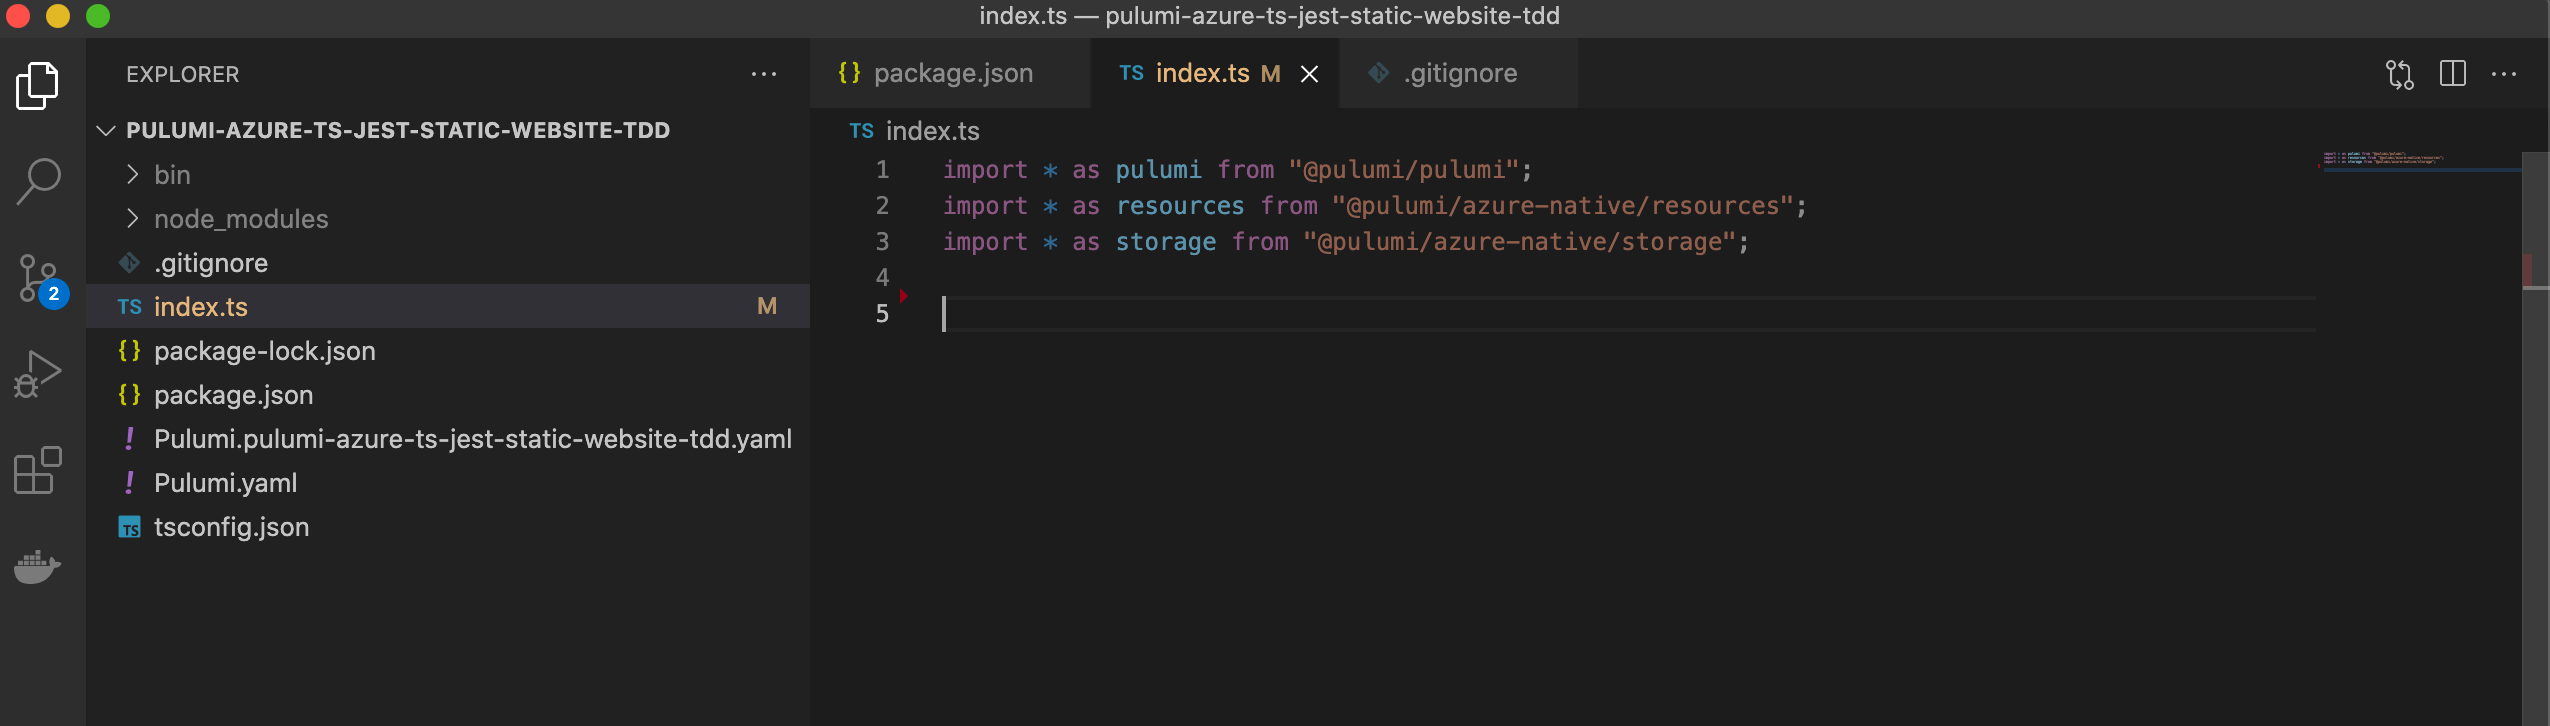 index.ts — pulumi-azure-ts-jest-static-website-tdd
EXPLORER
PULUMI-AZURE-TS-JEST-STATIC-WEBSITE-TDD
bin
node_modules
.gitignore
TS index.ts M
{} package-lock.json
{} package.json
! Pulumi.pulumi-azure-ts-jest-static-website-tdd.yaml
! Pulumi.yaml
TS tsconfig.json
2
{} package.json
TS index.ts M
.gitignore
TS index.ts
1 import * as pulumi from "@pulumi/pulumi";
2 import * as resources from "@pulumi/azure-native/resources";
3 import * as storage from "@pulumi/azure-native/storage";
4
5